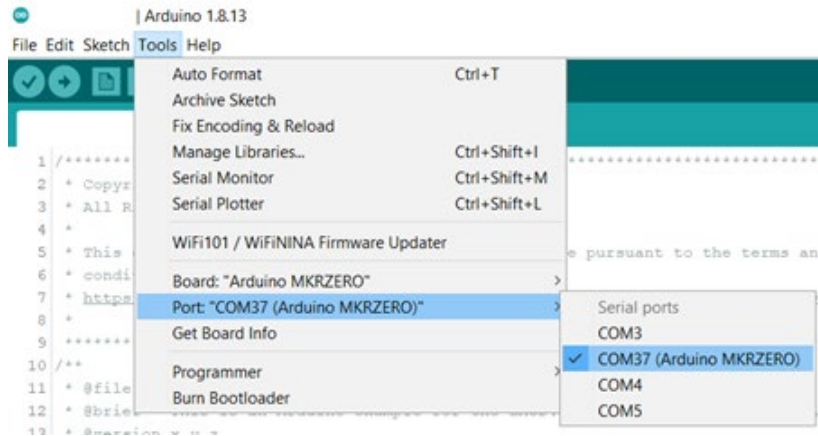 | Arduino 1.8.13
File Edit Sketch Tools Help
Auto Format Ctrl+T
Archive Sketch
Fix Encoding & Reload
Manage Libraries... Ctrl+Shift+I
Serial Monitor Ctrl+Shift+M
Serial Plotter Ctrl+Shift+L
WiFi101 / WiFiNINA Firmware Updater
Board: "Arduino MKRZERO"
Port: "COM37 (Arduino MKRZERO)"
Get Board Info
Programmer
Burn Bootloader
Serial ports
COM3
COM37 (Arduino MKRZERO)
COM4
COM5
1 /*******
2 * Copyr
3 * All R
4 *
5 * This e pursuant to the terms an
6 * condi
7 * https
8 *
9 ******
10 /**
11 * @file
12 * @brie
13